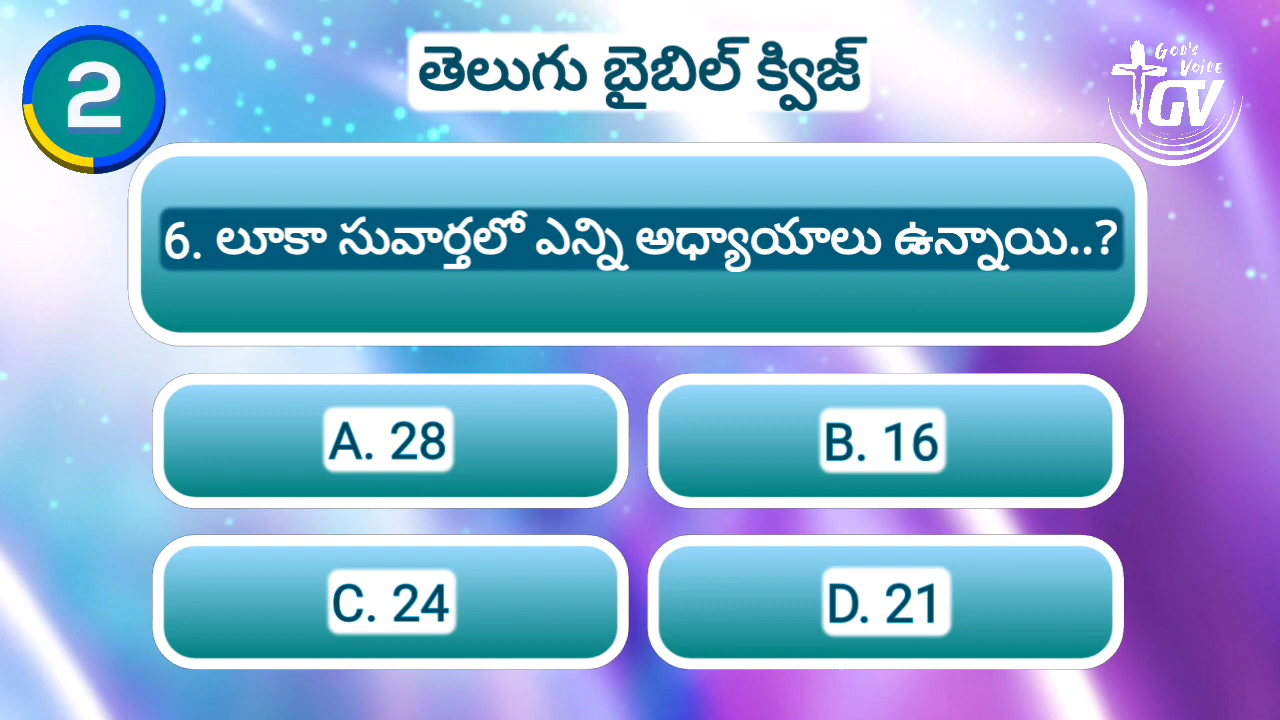 2
తెలుగు బైబిల్ క్విజ్
GOD'S
VOICE
GV
6. లూకా సువార్తలో ఎన్ని అధ్యాయాలు ఉన్నాయి..?
A. 28
B. 16
C. 24
D. 21